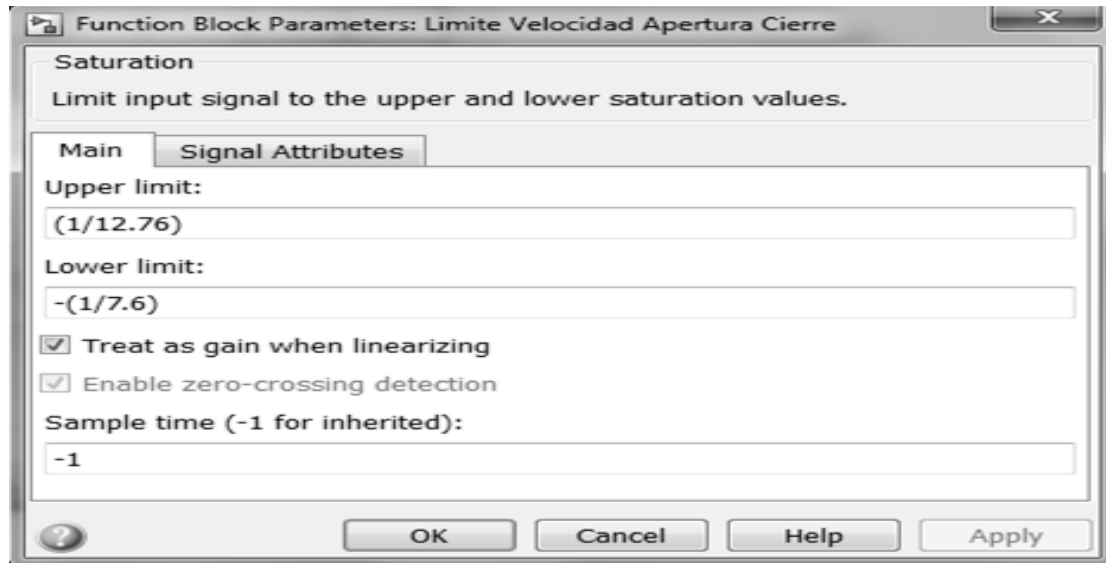 Function Block Parameters: Limite Velocidad Apertura Cierre
Saturation
Limit input signal to the upper and lower saturation values.
Main Signal Attributes
Upper limit:
(1/12.76)
Lower limit:
-(1/7.6)
Treat as gain when linearizing
Enable zero-crossing detection
Sample time (-1 for inherited):
-1
? OK Cancel Help Apply